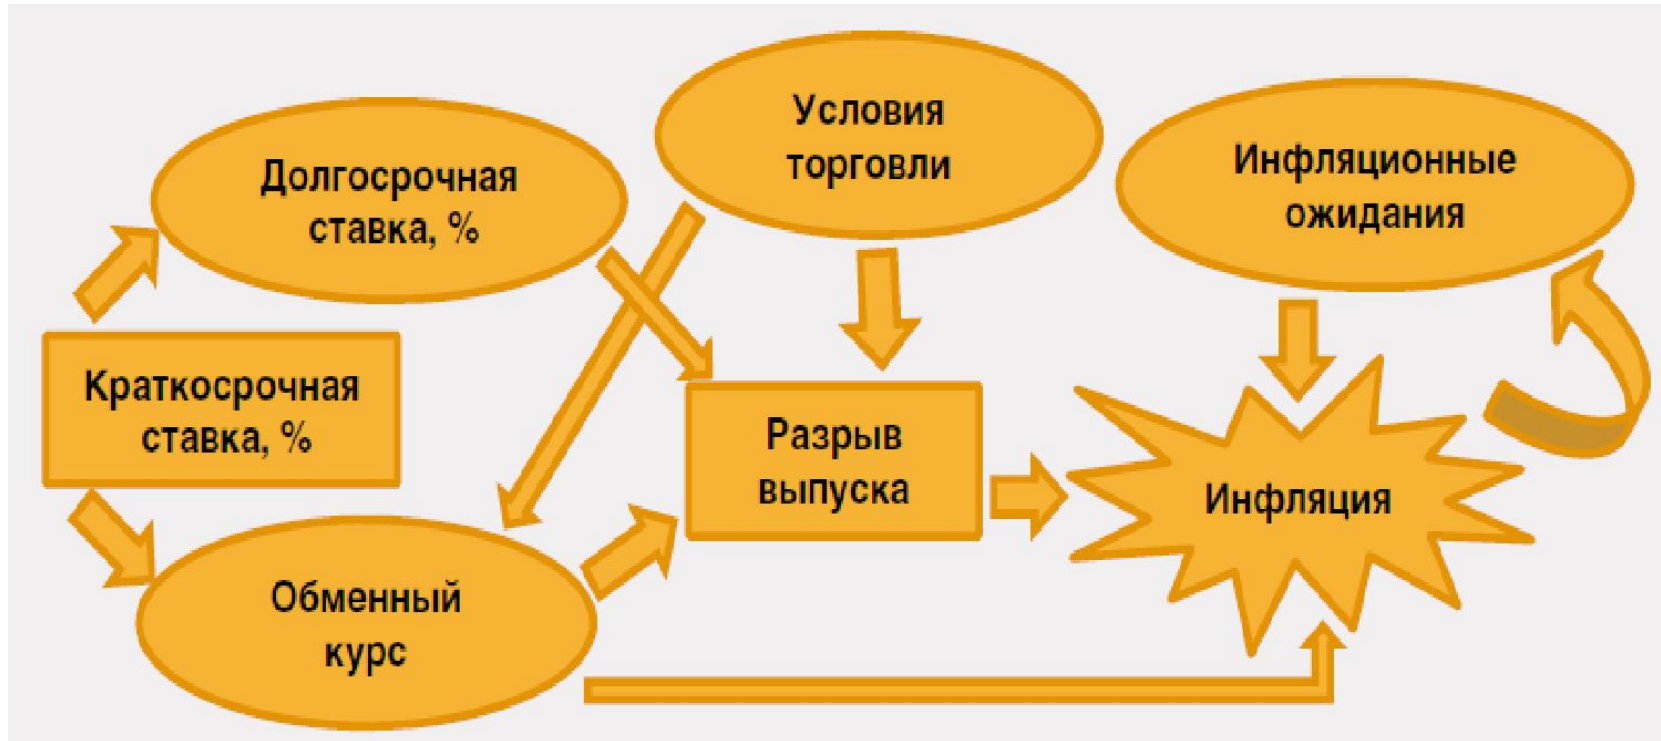 Условия
торговли
Инфляционные
ожидания
Долгосрочная
ставка, %
Краткосрочная
ставка, %
Разрыв
выпуска
Инфляция
Обменный
курс